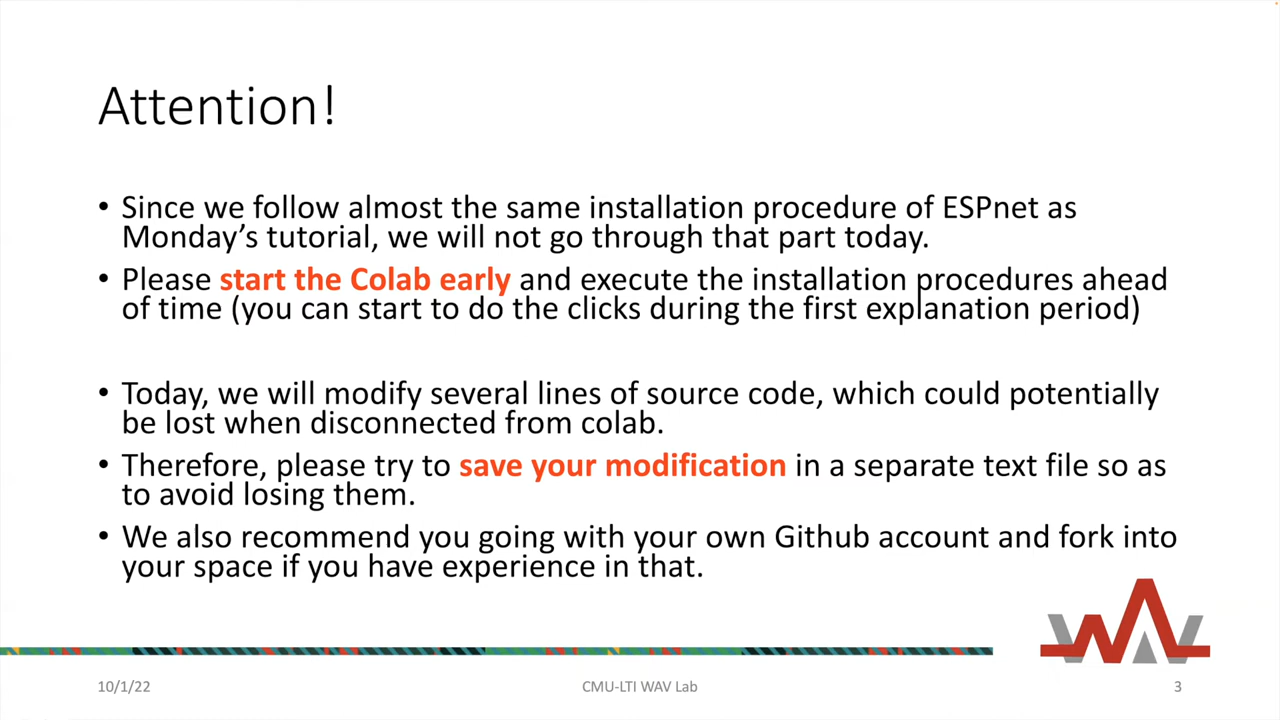 Attention!
• Since we follow almost the same installation procedure of ESPnet as
Monday's tutorial, we will not go through that part today.
• Please start the Colab early and execute the installation procedures ahead
of time (you can start to do the clicks during the first explanation period)
• Today, we will modify several lines of source code, which could potentially
be lost when disconnected from colab.
• Therefore, please try to save your modification in a separate text file so as
to avoid losing them.
• We also recommend you going with your own Github account and fork into
your space if you have experience in that.
WAV
10/1/22
CMU-LTI WAV Lab
3